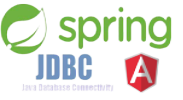 spring
JDBC
Java Database Connectivity
A